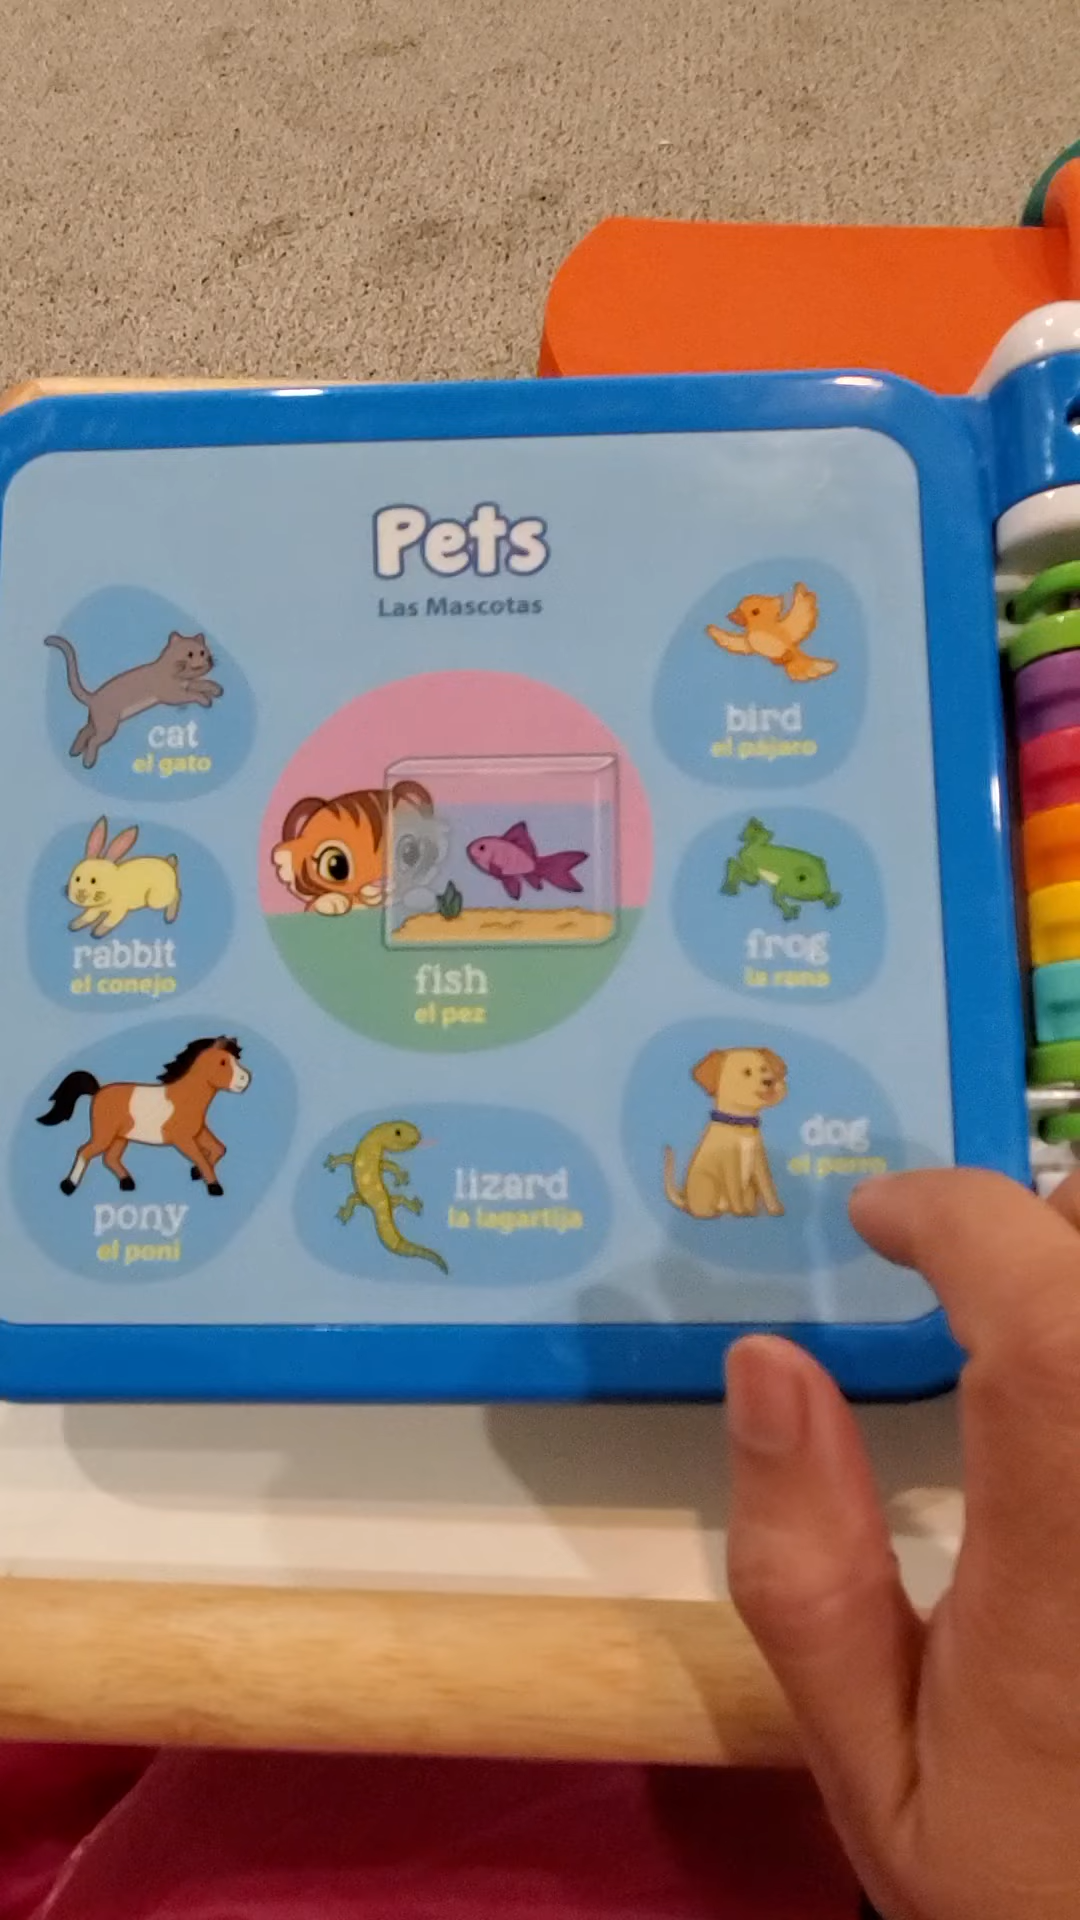 Pets
Las Mascotas
cat
el gato
bird
el pájaro
rabbit
el conejo
fish
el pez
frog
la rana
pony
el poni
lizard
la lagartija
dog
el perro